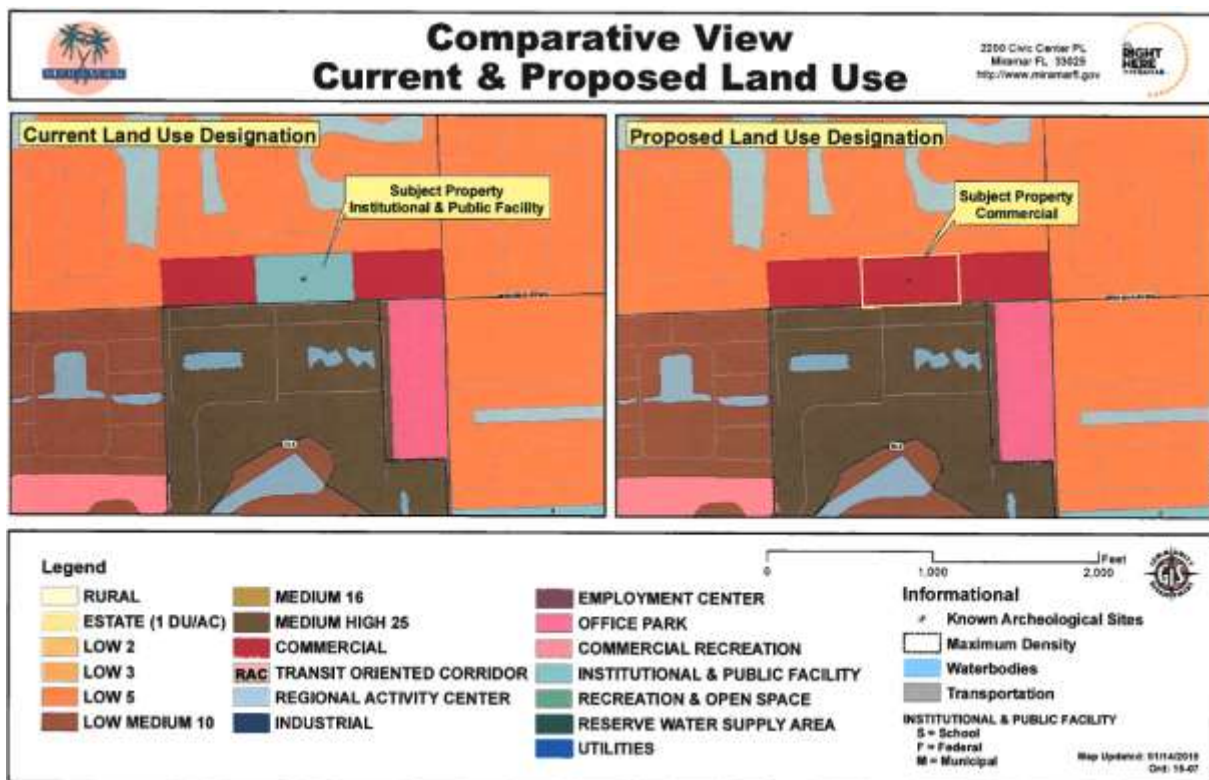 Comparative View
Current & Proposed Land Use
2200 Civic Center PL
Miramar FL 33025
http://www.miramarfl.gov
RIGHT
HERE
Current Land Use Designation
Subject Property
Institutional & Public Facility
Proposed Land Use Designation
Subject Property
Commercial
Legend
RURAL
ESTATE (1 DU/AC)
LOW 2
LOW 3
LOW 5
LOW MEDIUM 10
MEDIUM 16
MEDIUM HIGH 25
COMMERCIAL
RAC TRANSIT ORIENTED CORRIDOR
REGIONAL ACTIVITY CENTER
INDUSTRIAL
EMPLOYMENT CENTER
OFFICE PARK
COMMERCIAL RECREATION
INSTITUTIONAL & PUBLIC FACILITY
RECREATION & OPEN SPACE
RESERVE WATER SUPPLY AREA
UTILITIES
0 1,000 2,000
Feet
Informational
Known Archeological Sites
Maximum Density
Waterbodies
Transportation
INSTITUTIONAL & PUBLIC FACILITY
S = School
F = Federal
M = Municipal
GIS
Map Updated: